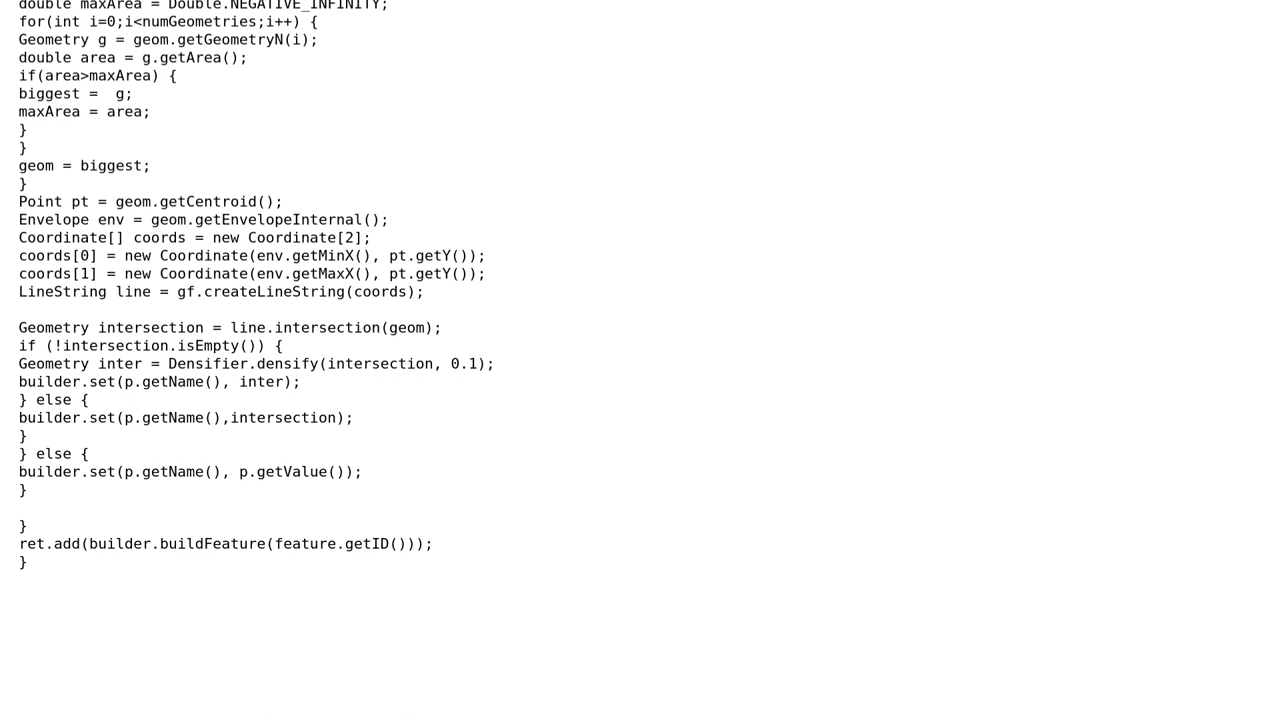 double maxArea = Double.NEGATIVE_INFINITY;
for(int i=0;i<numGeometries;i++) {
Geometry g = geom.getGeometryN(i);
double area = g.getArea();
if(area>maxArea) {
biggest =  g;
maxArea = area;
}
}
geom = biggest;
}
Point pt = geom.getCentroid();
Envelope env = geom.getEnvelopeInternal();
Coordinate[] coords = new Coordinate[2];
coords[0] = new Coordinate(env.getMinX(), pt.getY());
coords[1] = new Coordinate(env.getMaxX(), pt.getY());
LineString line = gf.createLineString(coords);

Geometry intersection = line.intersection(geom);
if (!intersection.isEmpty()) {
Geometry inter = Densifier.densify(intersection, 0.1);
builder.set(p.getName(), inter);
} else {
builder.set(p.getName(),intersection);
}
} else {
builder.set(p.getName(), p.getValue());
}

}
ret.add(builder.buildFeature(feature.getID()));
}